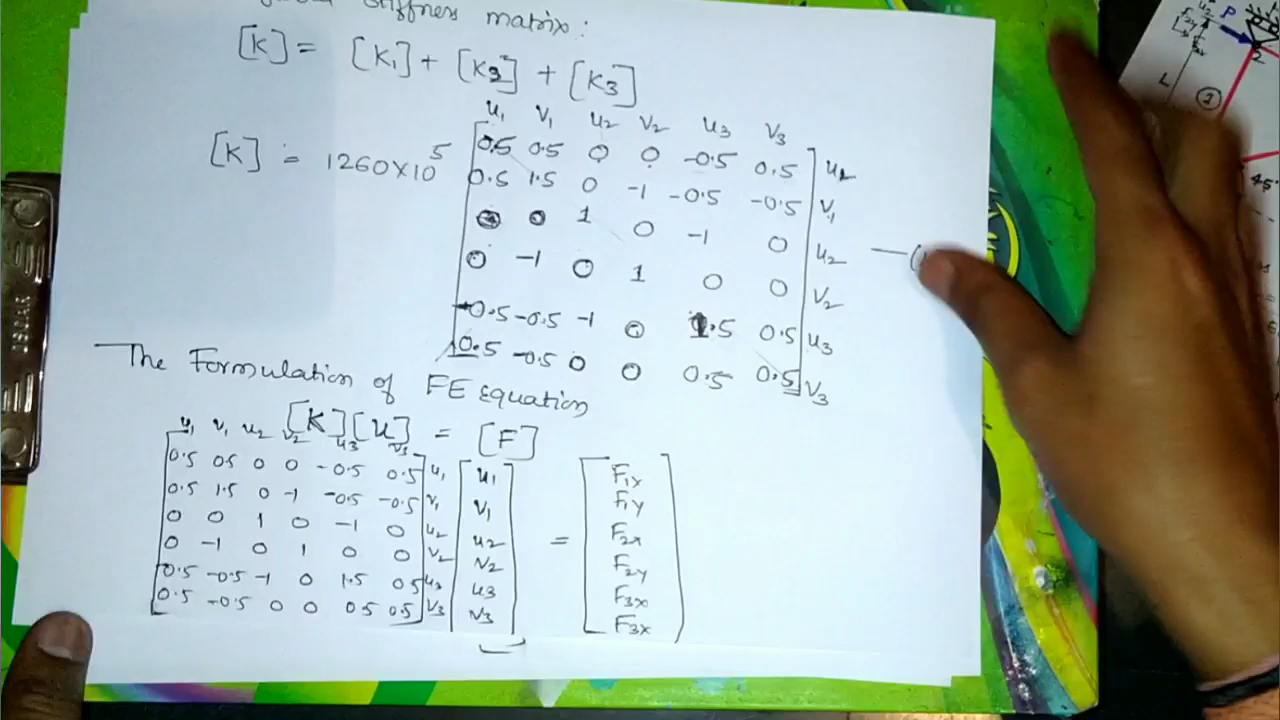 stiffness matrix:
[K] = [K1] + [K3] + [K3]
u1 v1 u2 v2 u3 v3
[K] = 1260×10^5
0.5 0.5 0 0 -0.5 0.5 u1
0.5 1.5 0 -1 -0.5 -0.5 v1
0 0 1 0 -1 0 u2
0 -1 0 1 0 0 v2
-0.5 -0.5 -1 0 1.5 0.5 u3
0.5 -0.5 0 0 0.5 0.5 v3
The Formulation of FE Equation
[K][U] = [F]
u1 v1 u2 v2 u3 v3
0.5 0.5 0 0 -0.5 0.5 u1 u1 F1x
0.5 1.5 0 -1 -0.5 -0.5 v1 v1 F1y
0 0 1 0 -1 0 u2 u2 = F2x
0 -1 0 1 0 0 v2 v2 F2y
-0.5 -0.5 -1 0 1.5 0.5 u3 u3 F3x
0.5 -0.5 0 0 0.5 0.5 v3 v3 F3x
u2 P
2
L
1
45°